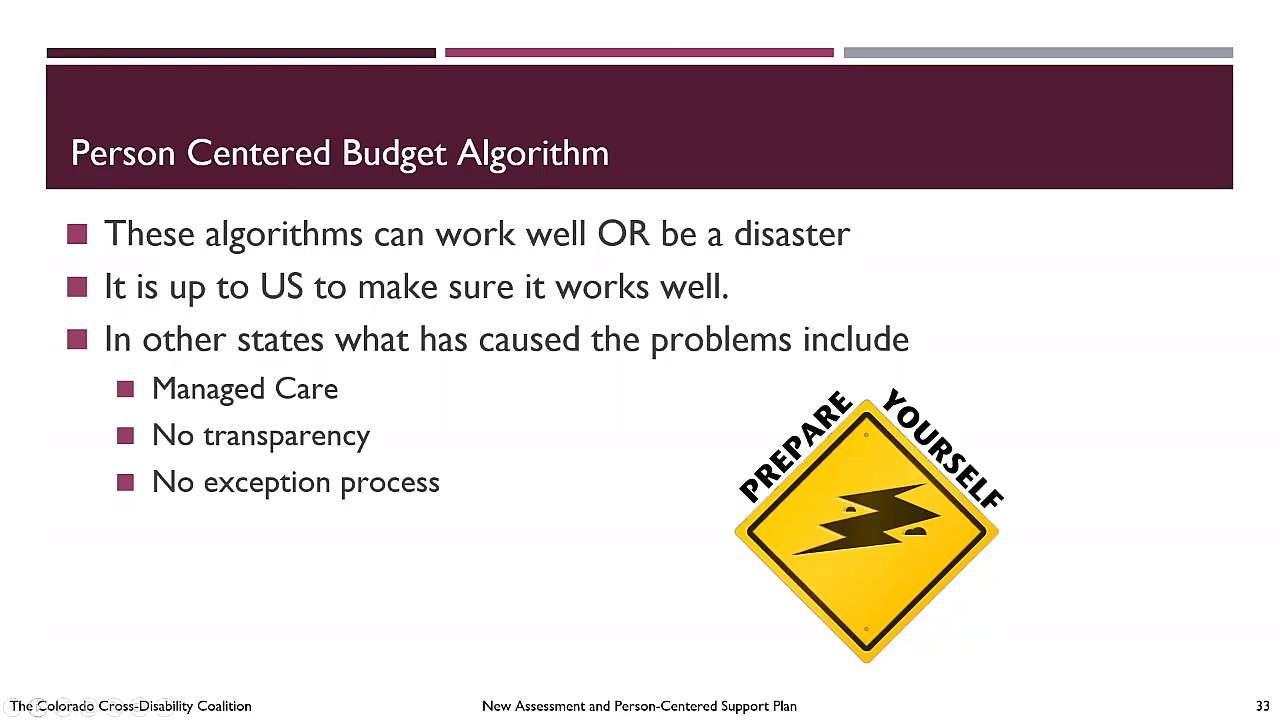 Person Centered Budget Algorithm
These algorithms can work well OR be a disaster
It is up to US to make sure it works well.
In other states what has caused the problems include
Managed Care
No transparency
No exception process
PREPARE YOURSELF
The Colorado Cross-Disability Coalition
New Assessment and Person-Centered Support Plan
33